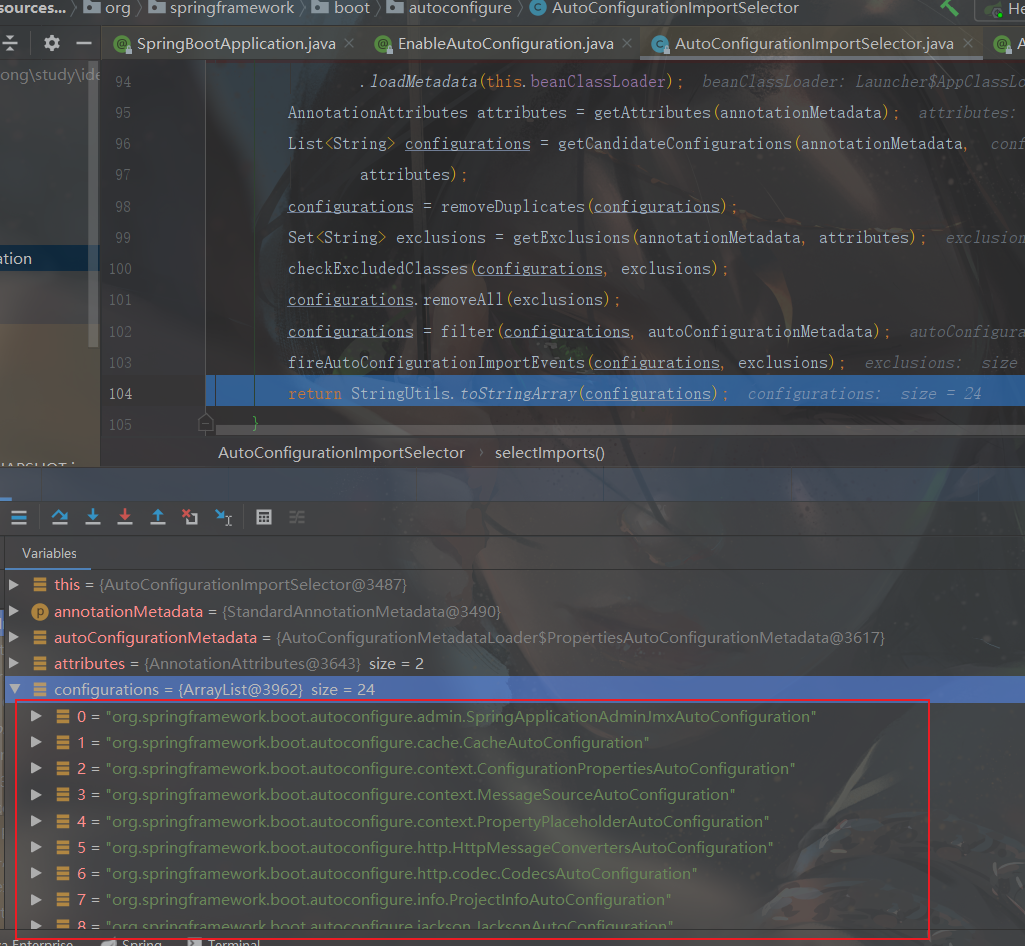 sources... org springframework boot autoconfigure AutoConfigurationImportSelector He
SpringBootApplication.java EnableAutoConfiguration.java AutoConfigurationImportSelector.java A
ong\study\ide
94 .loadMetadata(this.beanClassLoader); beanClassLoader: Launcher$AppClassLo
95 AnnotationAttributes attributes = getAttributes(annotationMetadata); attributes:
96 List<String> configurations = getCandidateConfigurations(annotationMetadata, conf
97 attributes);
98 configurations = removeDuplicates(configurations);
99 Set<String> exclusions = getExclusions(annotationMetadata, attributes); exclusion
ation
100 checkExcludedClasses(configurations, exclusions);
101 configurations.removeAll(exclusions);
102 configurations = filter(configurations, autoConfigurationMetadata); autoConfigura
103 fireAutoConfigurationImportEvents(configurations, exclusions); exclusions: size
104 return StringUtils.toStringArray(configurations); configurations: size = 24
105 }
AutoConfigurationImportSelector › selectImports()
Variables
this = {AutoConfigurationImportSelector@3487}
p annotationMetadata = {StandardAnnotationMetadata@3490}
autoConfigurationMetadata = {AutoConfigurationMetadataLoader$PropertiesAutoConfigurationMetadata@3617}
attributes = {AnnotationAttributes@3643} size = 2
configurations = {ArrayList@3962} size = 24
0 = "org.springframework.boot.autoconfigure.admin.SpringApplicationAdminJmxAutoConfiguration"
1 = "org.springframework.boot.autoconfigure.cache.CacheAutoConfiguration"
2 = "org.springframework.boot.autoconfigure.context.ConfigurationPropertiesAutoConfiguration"
3 = "org.springframework.boot.autoconfigure.context.MessageSourceAutoConfiguration"
4 = "org.springframework.boot.autoconfigure.context.PropertyPlaceholderAutoConfiguration"
5 = "org.springframework.boot.autoconfigure.http.HttpMessageConvertersAutoConfiguration"
6 = "org.springframework.boot.autoconfigure.http.codec.CodecsAutoConfiguration"
7 = "org.springframework.boot.autoconfigure.info.ProjectInfoAutoConfiguration"
8 = "org.springframework.boot.autoconfigure.jackson.JacksonAutoConfiguration"
a Enterprise Spring Terminal